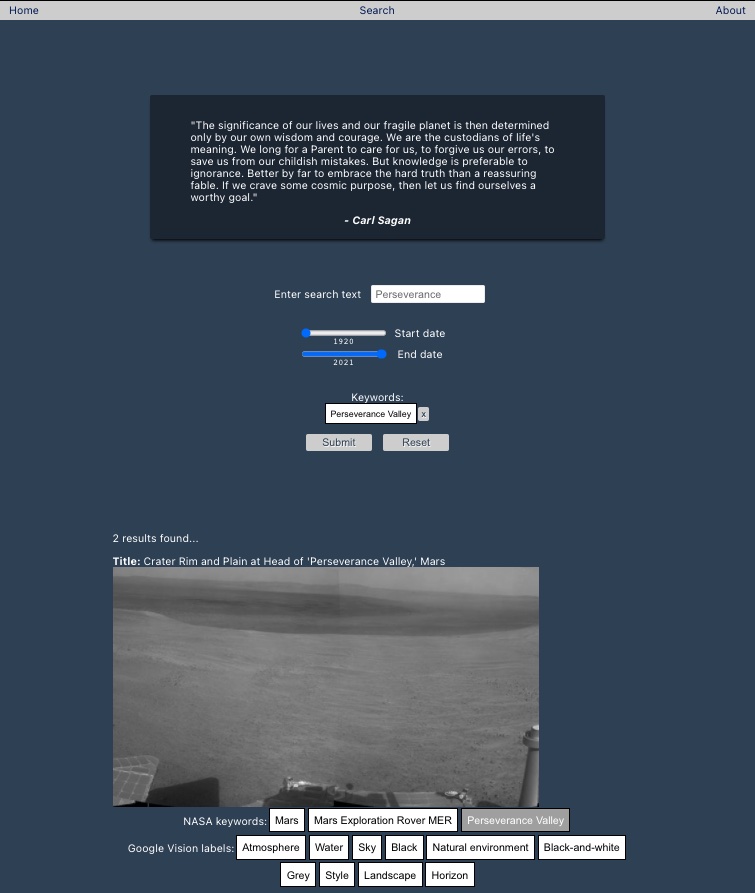 Home Search About
"The significance of our lives and our fragile planet is then determined
only by our own wisdom and courage. We are the custodians of life's
meaning. We long for a Parent to care for us, to forgive us our errors, to
save us from our childish mistakes. But knowledge is preferable to
ignorance. Better by far to embrace the hard truth than a reassuring
fable. If we crave some cosmic purpose, then let us find ourselves a
worthy goal."
- Carl Sagan
Enter search text Perseverance
Start date
1920
End date
2021
Keywords:
Perseverance Valley x
Submit Reset
2 results found...
Title: Crater Rim and Plain at Head of 'Perseverance Valley,' Mars
NASA keywords: Mars Mars Exploration Rover MER Perseverance Valley
Google Vision labels: Atmosphere Water Sky Black Natural environment Black-and-white
Grey Style Landscape Horizon